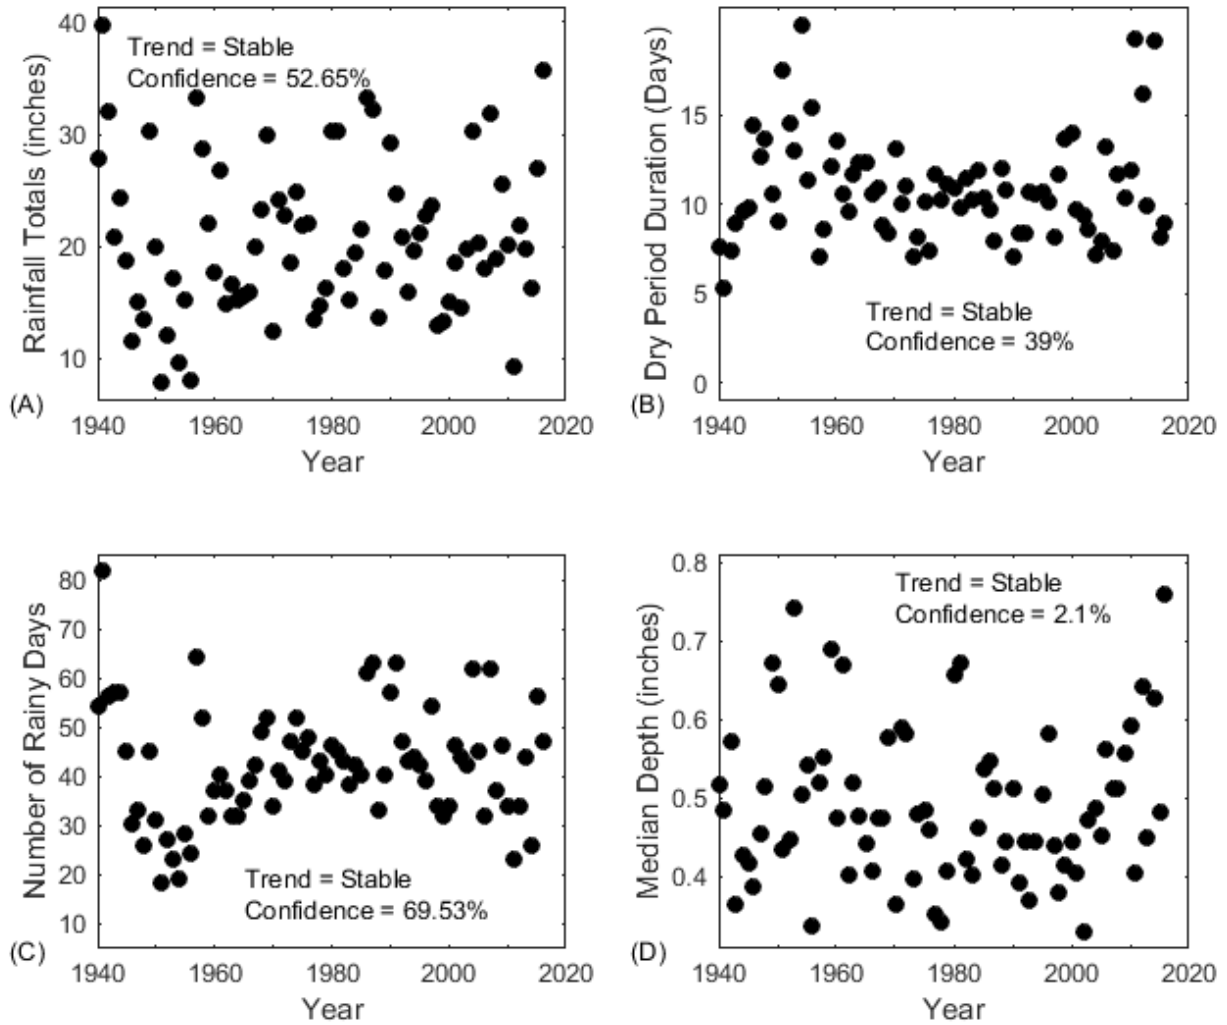 40
30
20
10
Rainfall Totals (inches)
Trend = Stable
Confidence = 52.65%
(A)
1940 1960 1980 2000 2020
Year
15
10
5
0
Dry Period Duration (Days)
Trend = Stable
Confidence = 39%
(B)
1940 1960 1980 2000 2020
Year
80
70
60
50
40
30
20
10
Number of Rainy Days
Trend = Stable
Confidence = 69.53%
(C)
1940 1960 1980 2000 2020
Year
0.8
0.7
0.6
0.5
0.4
Median Depth (inches)
Trend = Stable
Confidence = 2.1%
(D)
1940 1960 1980 2000 2020
Year